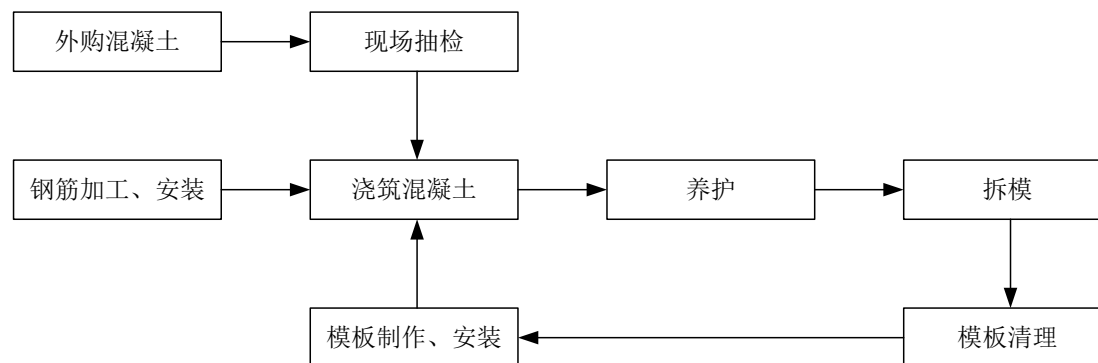 外购混凝土
现场抽检
钢筋加工、安装
浇筑混凝土
养护
拆模
模板制作、安装
模板清理